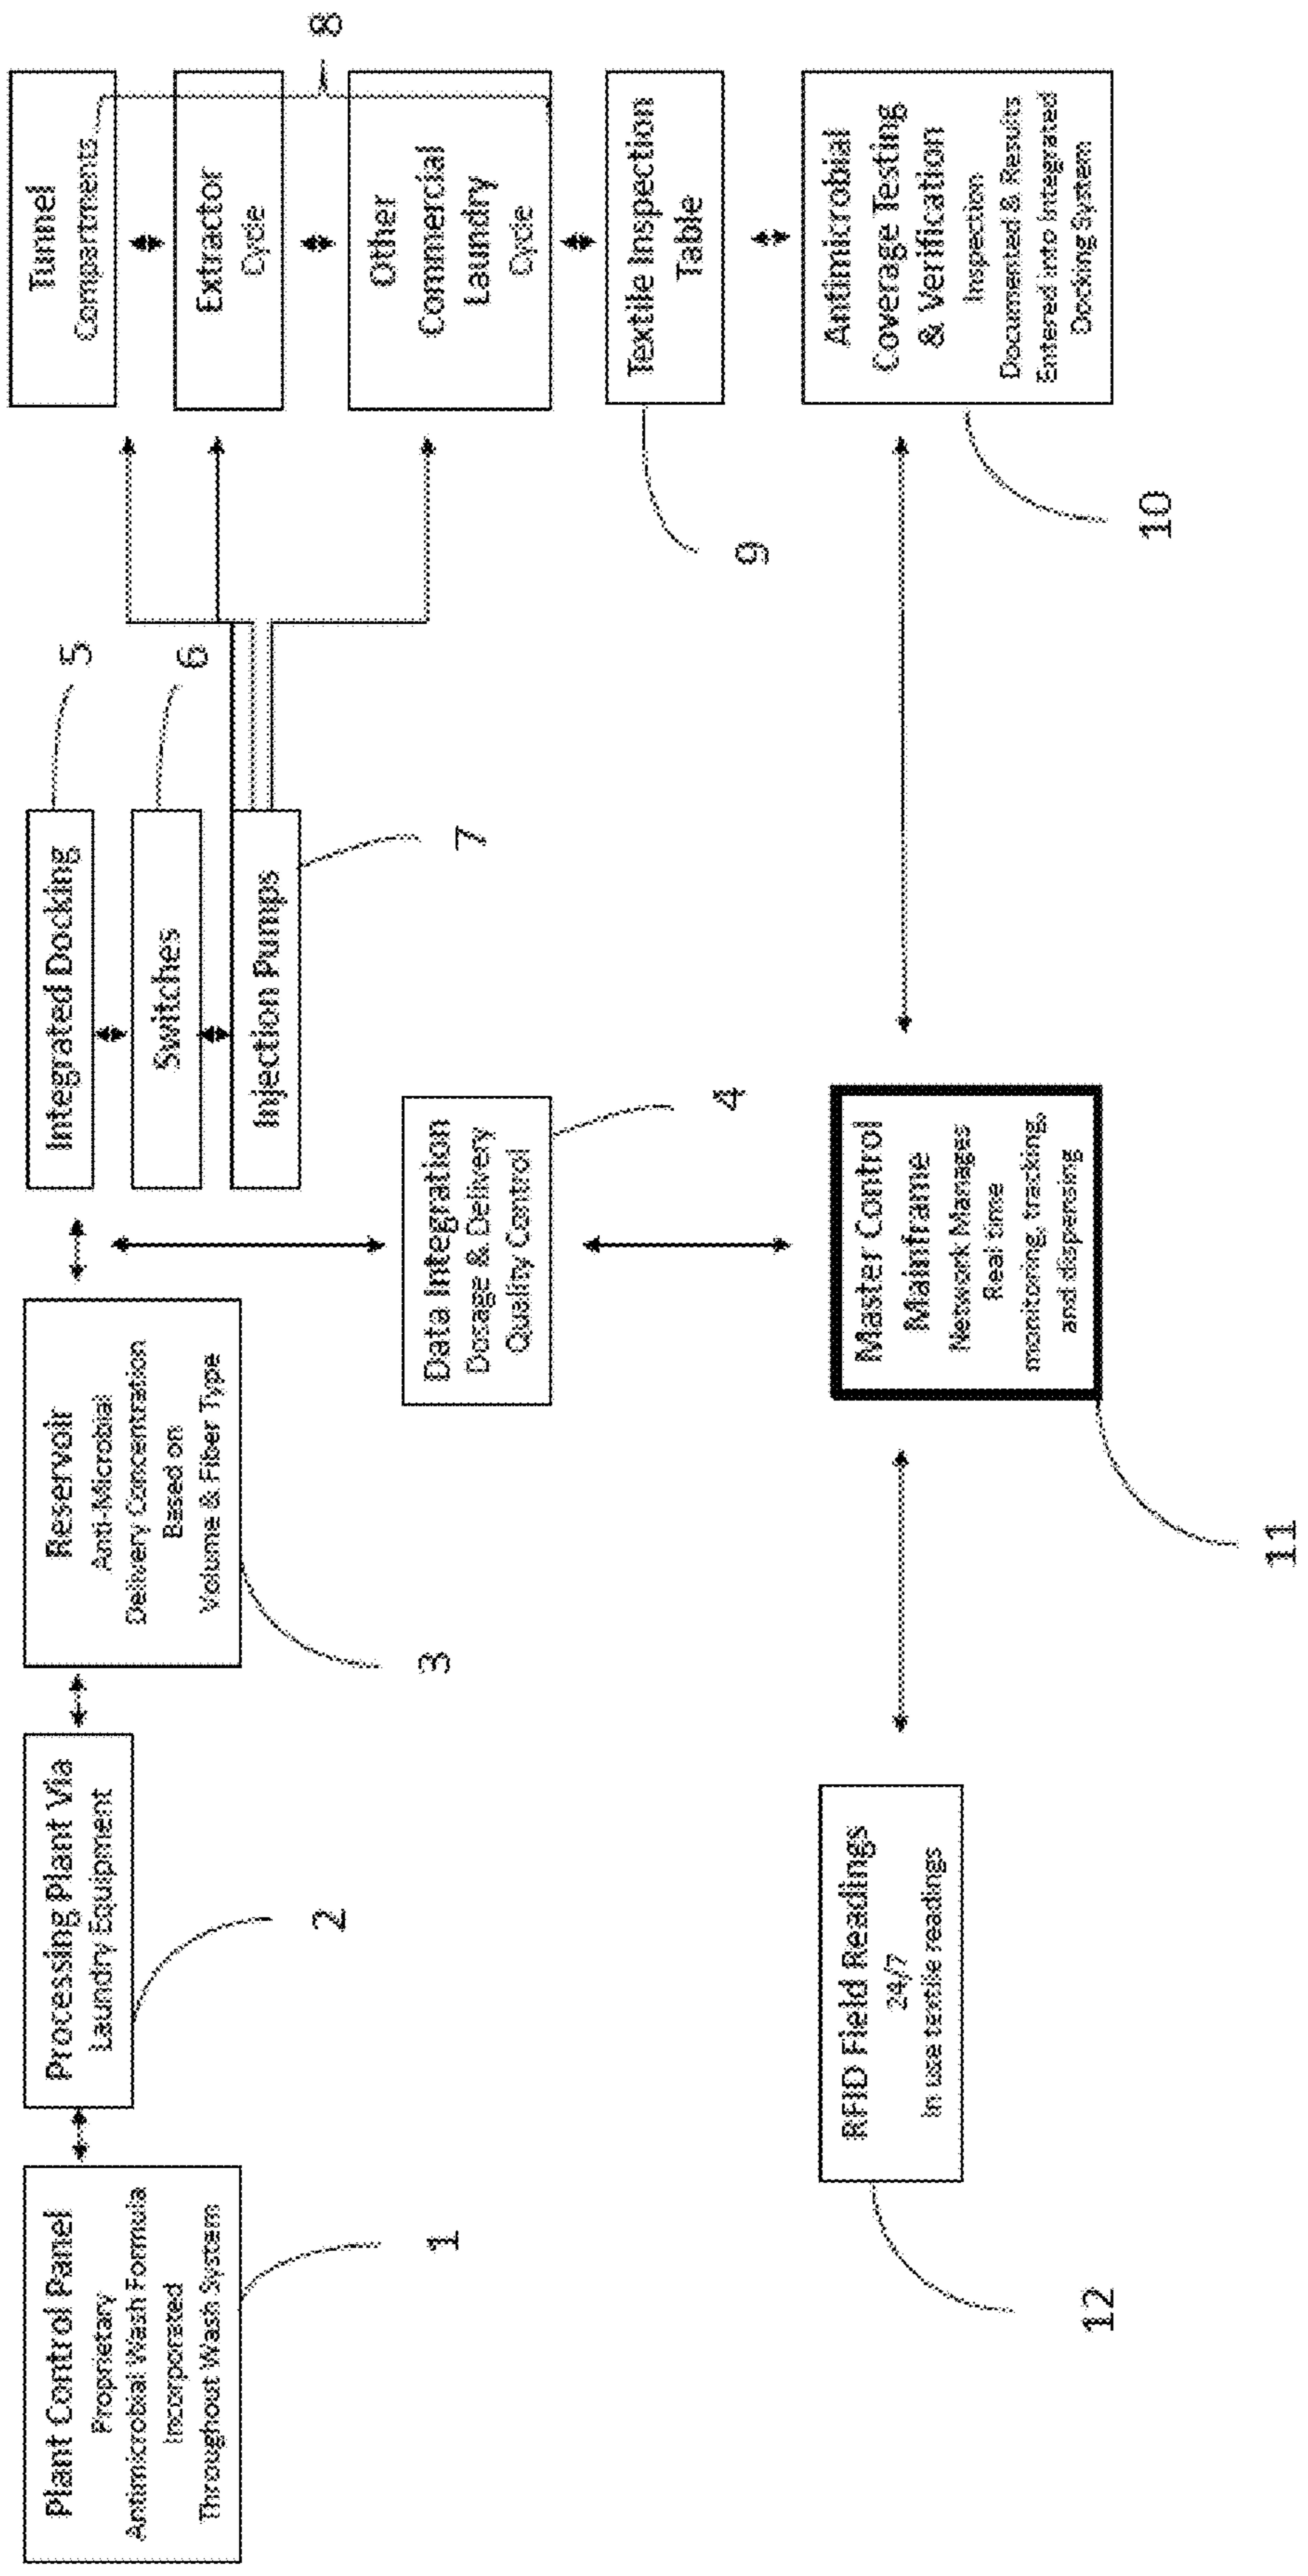 Plant Control Panel
Proprietary
Antimicrobial Wash Formula
Incorporated
Throughout Wash System
1
Processing Plant Via
Laundry Equipment
2
Reservoir
Anti-Microbial
Delivery Concentration
Based on
Volume & Fiber Type
3
Data Integration
Dosage & Delivery
Quality Control
4
Integrated Docking
5
Switches
6
Injection Pumps
7
Tunnel
Compartments
Extractor
Cycle
Other
Commercial
Laundry
Cycle
8
Textile Inspection
Table
9
Antimicrobial
Coverage Testing
& Verification
Inspection
Documented & Results
Entered into Integrated
Docking System
10
Master Control
Mainframe
Network Manages
Real time
monitoring, tracking,
and dispensing
11
RFID Field Readings
24/7
In use textile readings
12